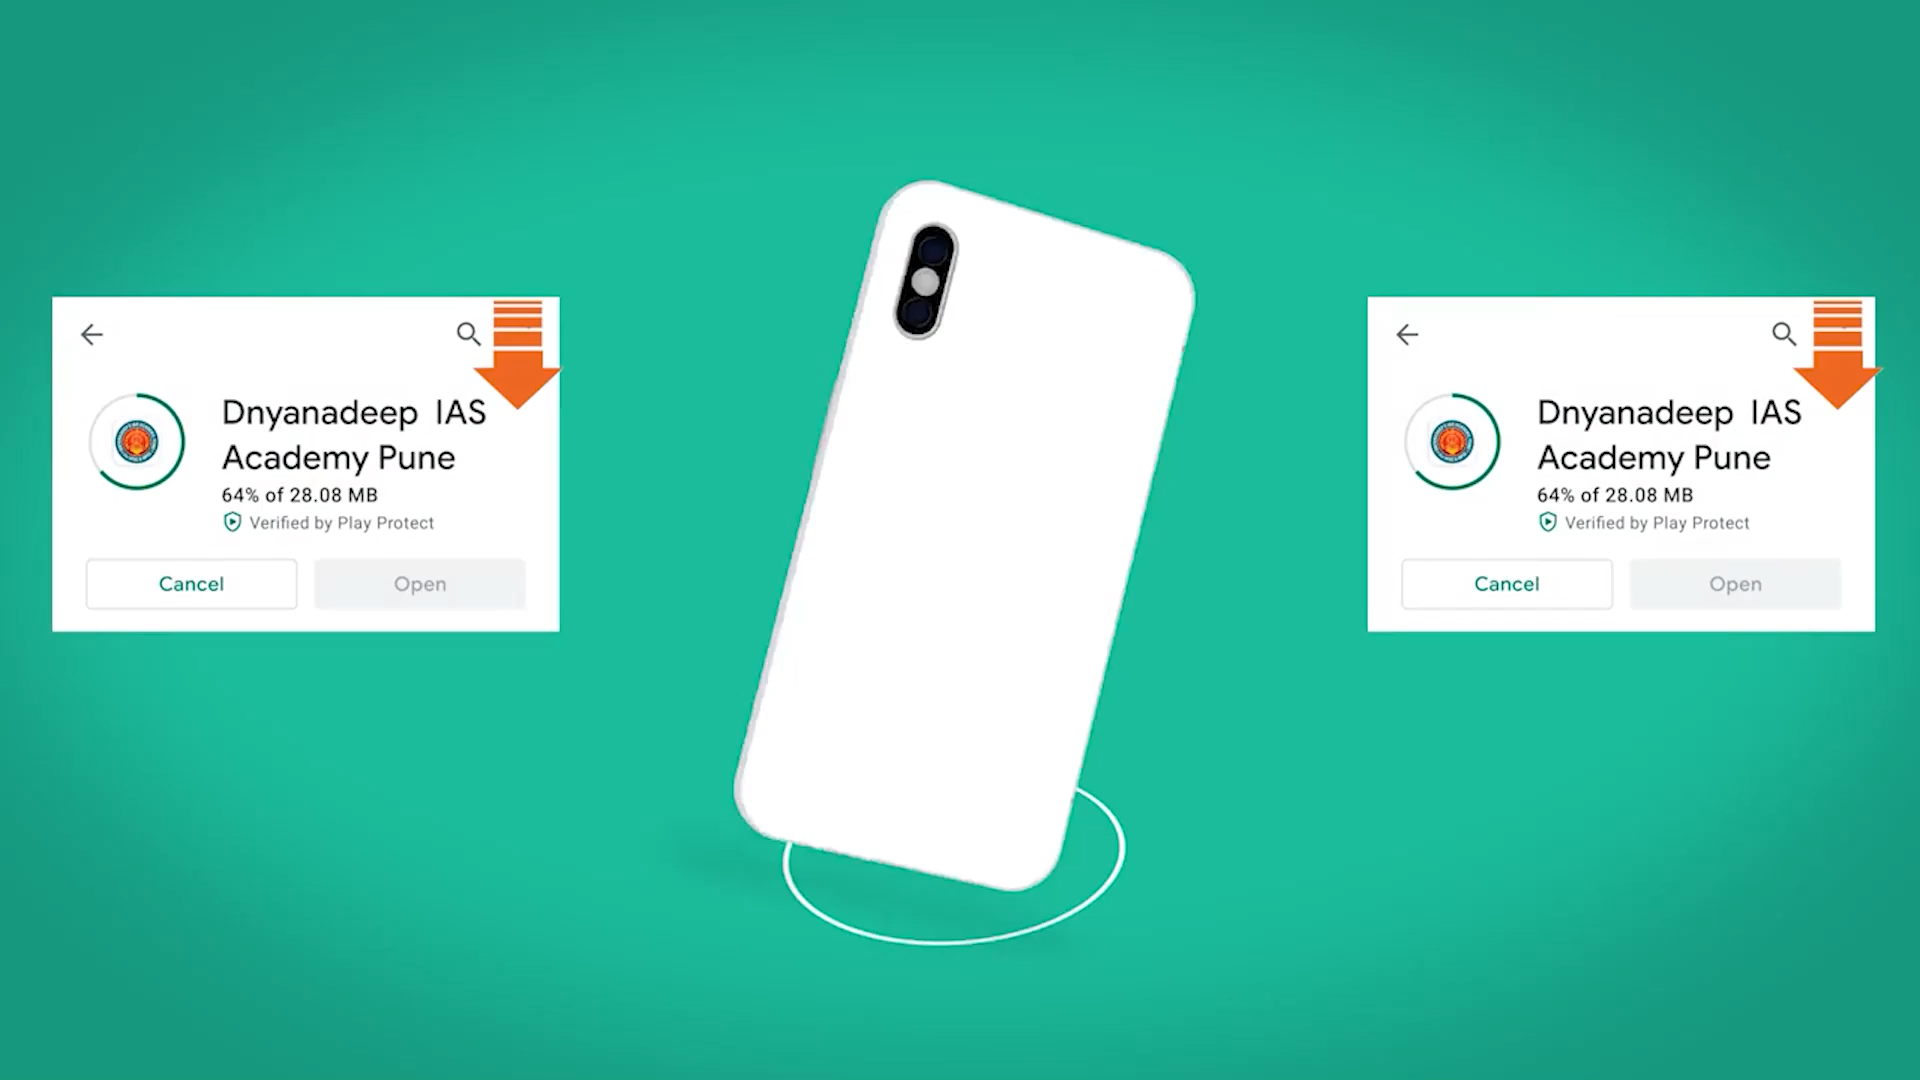 Dnyanadeep IAS
Academy Pune
64% of 28.08 MB
Verified by Play Protect
Cancel
Open
Dnyanadeep IAS
Academy Pune
64% of 28.08 MB
Verified by Play Protect
Cancel
Open